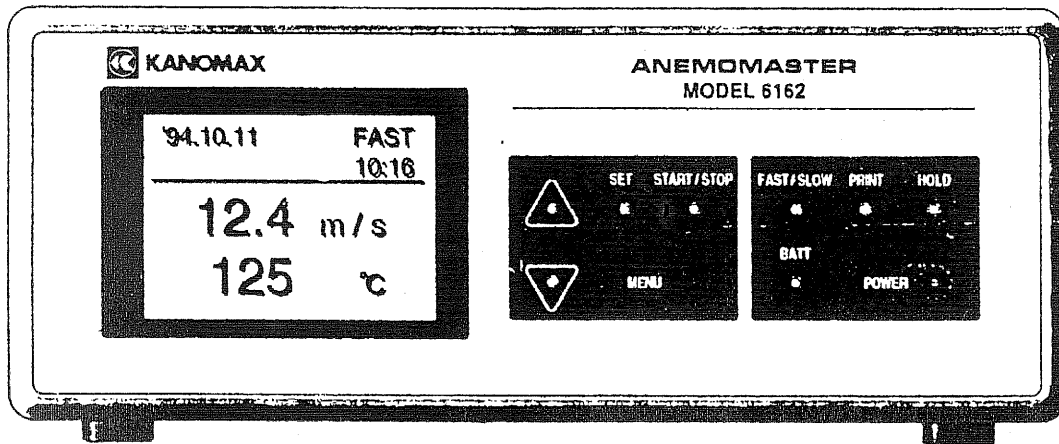 KANOMAX
ANEMOMASTER
MODEL 6162
'94.10.11 FAST
10:16
12.4 m/s
125 °C
SET START/STOP
MENU
FAST/SLOW PRINT HOLD
BATT
POWER